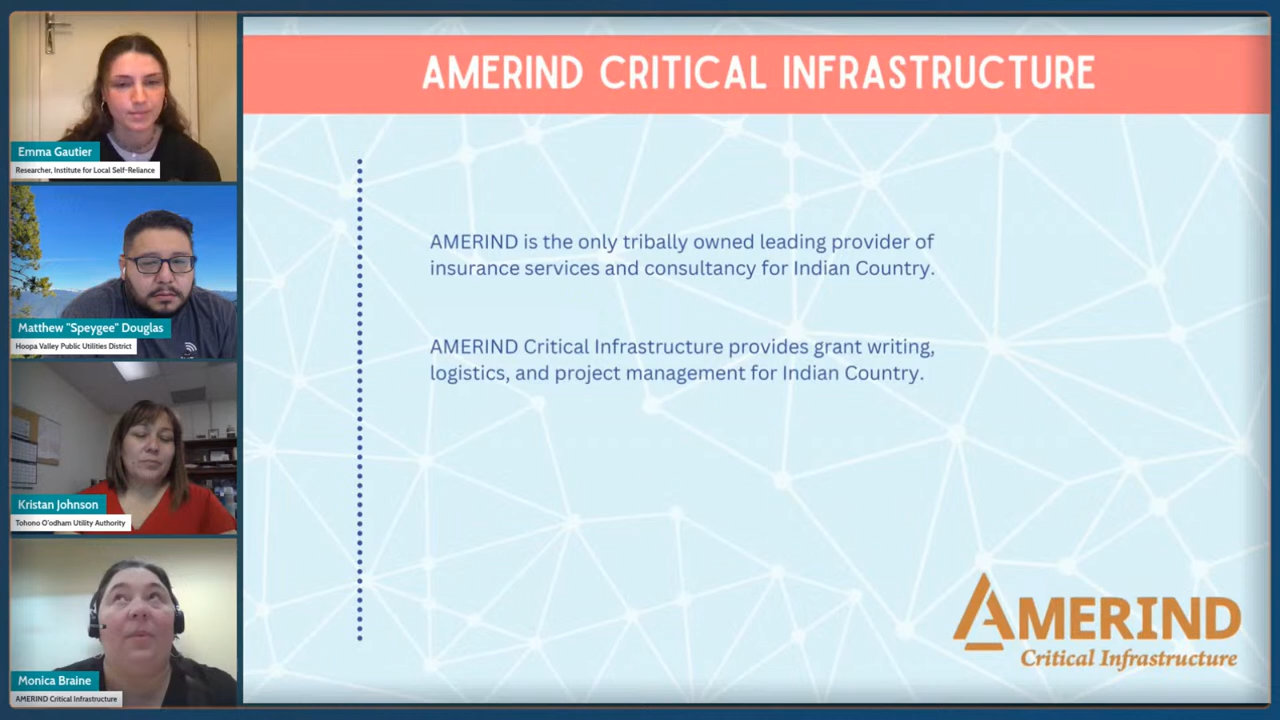 Emma Gautier
Researcher, Institute for Local Self-Reliance
Matthew "Speygee" Douglas
Hoopa Valley Public Utilities District
Kristan Johnson
Tohono O'odham Utility Authority
Monica Braine
AMERIND Critical Infrastructure
AMERIND CRITICAL INFRASTRUCTURE
AMERIND is the only tribally owned leading provider of
insurance services and consultancy for Indian Country.
AMERIND Critical Infrastructure provides grant writing,
logistics, and project management for Indian Country.
AMERIND
Critical Infrastructure